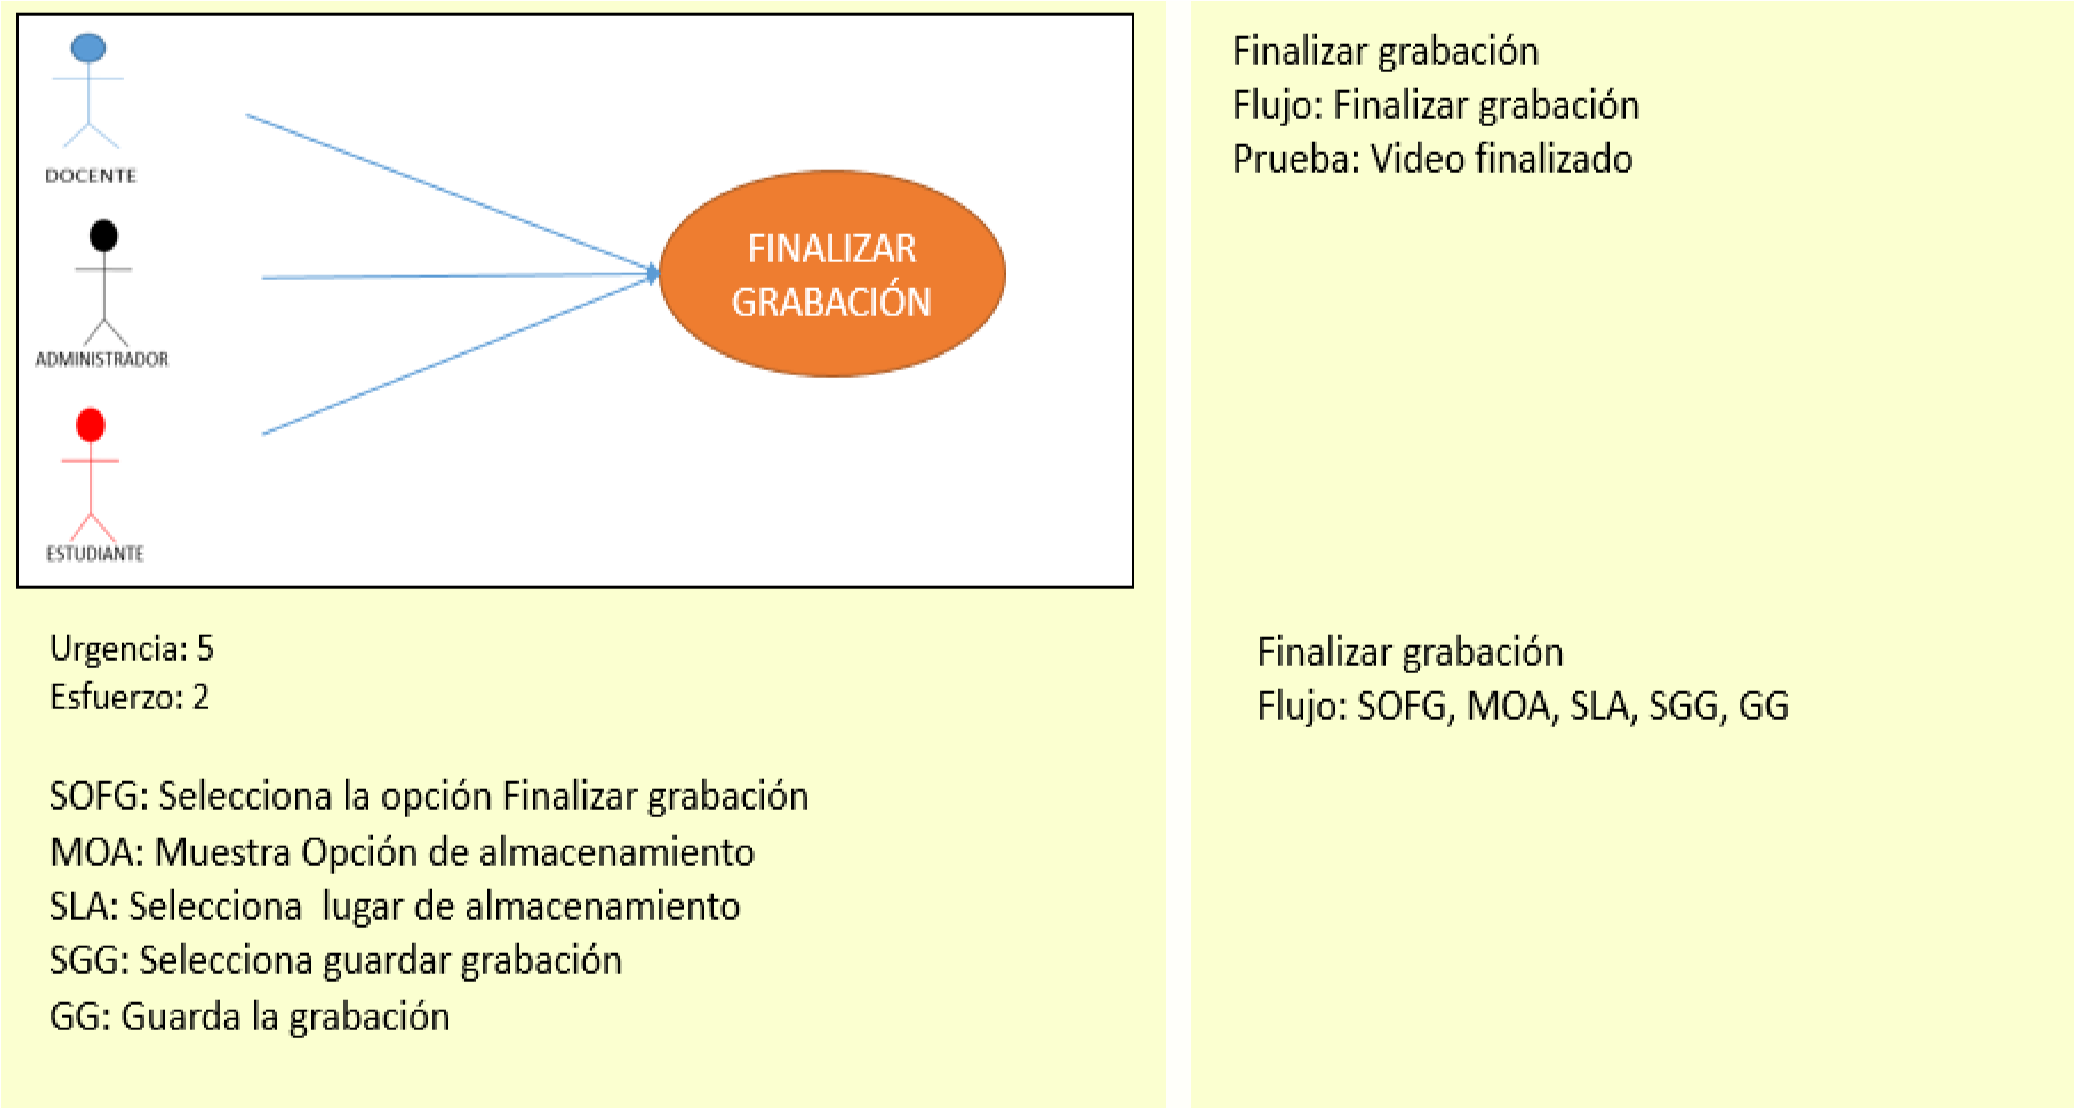 DOCENTE
ADMINISTRADOR
ESTUDIANTE
FINALIZAR
GRABACIÓN
Urgencia: 5
Esfuerzo: 2
SOFG: Selecciona la opción Finalizar grabación
MOA: Muestra Opción de almacenamiento
SLA: Selecciona  lugar de almacenamiento
SGG: Selecciona guardar grabación
GG: Guarda la grabación
Finalizar grabación
Flujo: Finalizar grabación
Prueba: Video finalizado
Finalizar grabación
Flujo: SOFG, MOA, SLA, SGG, GG